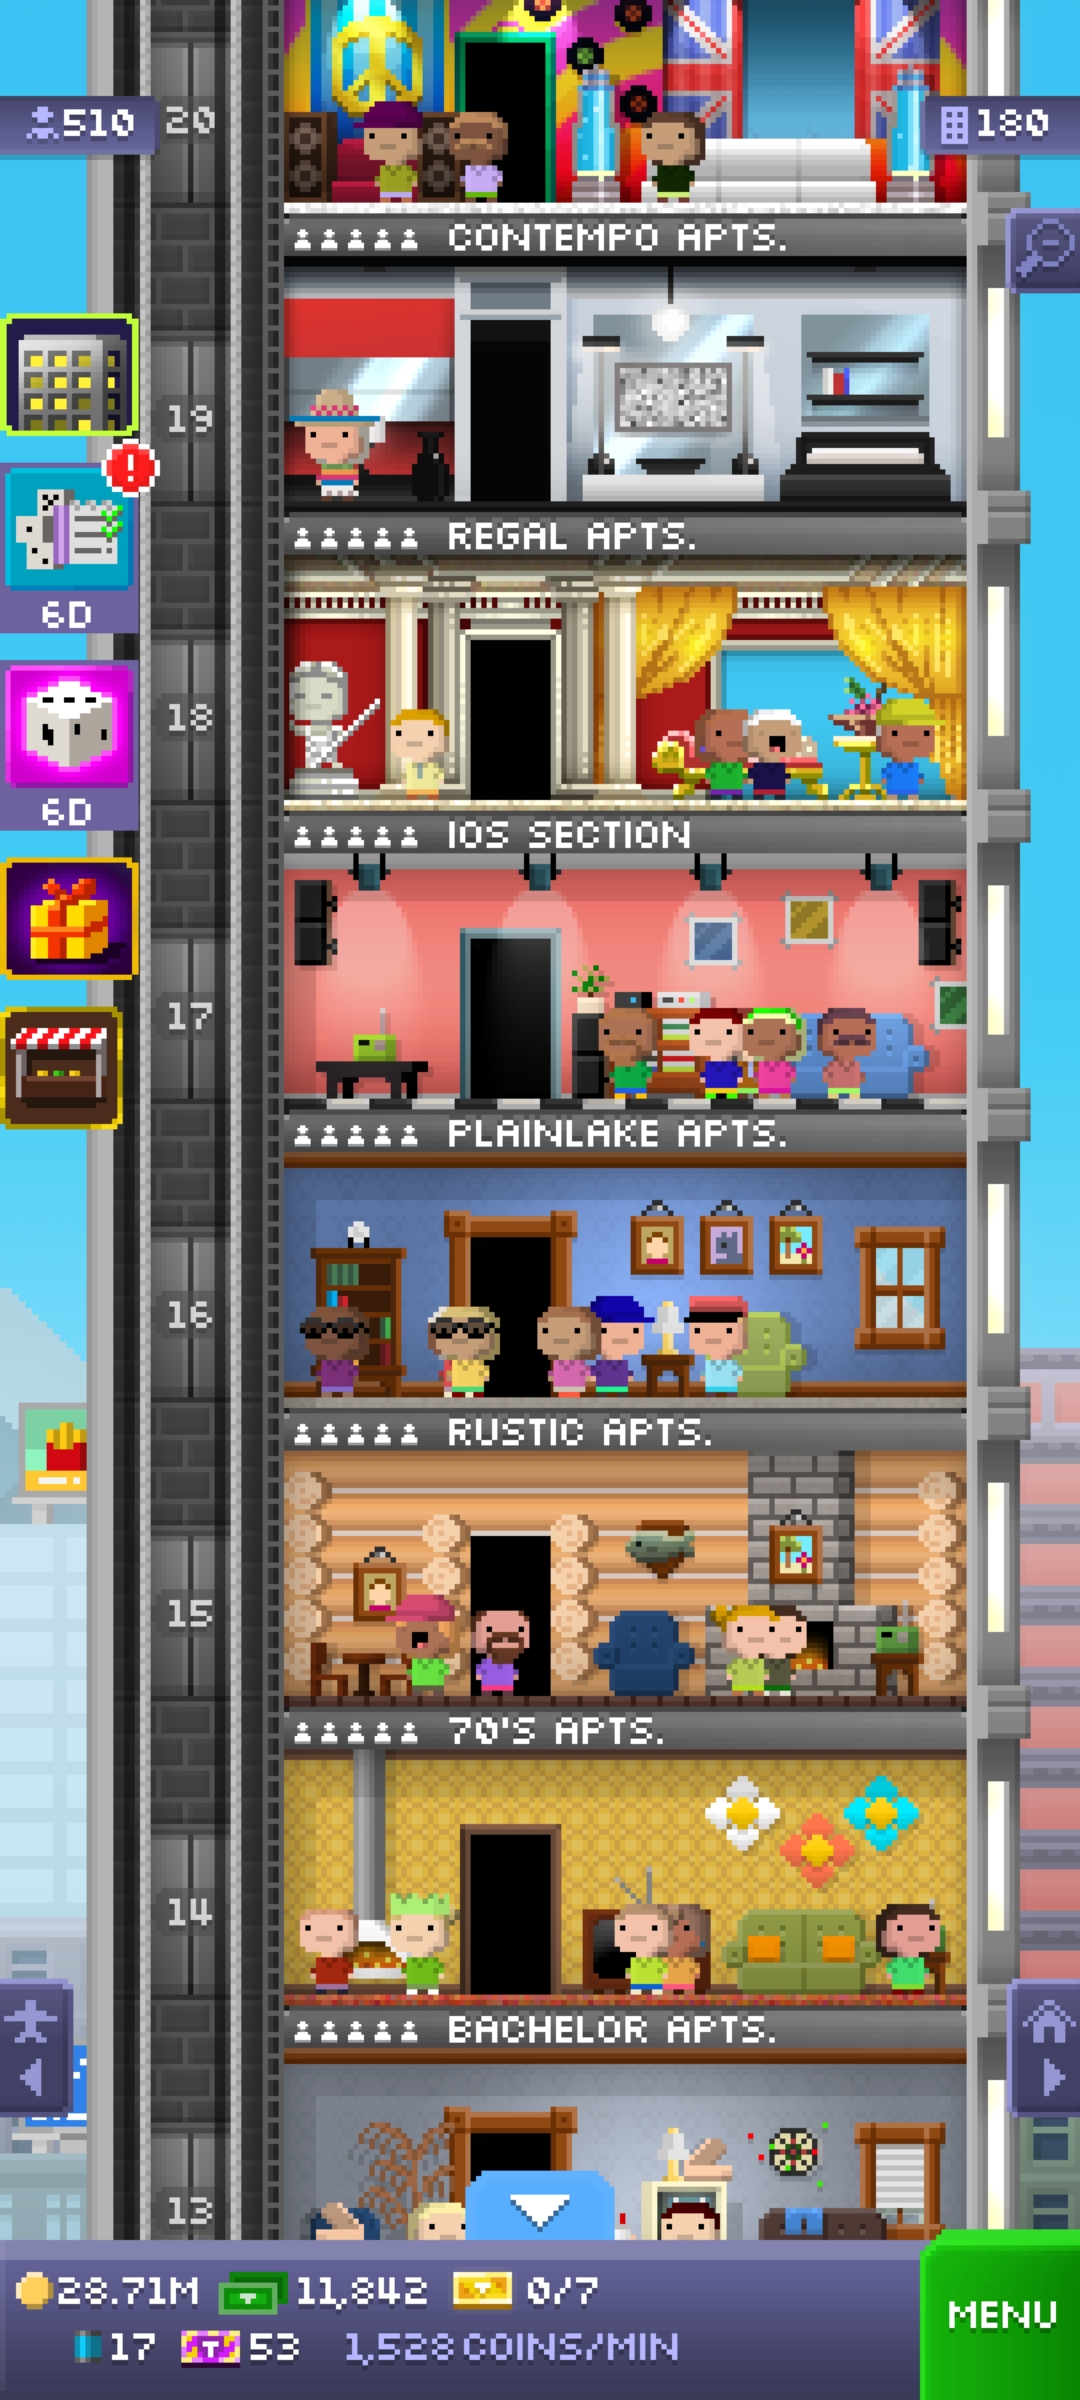 510
20
180
CONTEMPO APTS.
19
REGAL APTS.
6D
18
6D
IOS SECTION
17
PLAINLAKE APTS.
16
RUSTIC APTS.
15
70'S APTS.
14
BACHELOR APTS.
13
28.71M 11,842 0/7
MENU
17 53 1,528 COINS/MIN